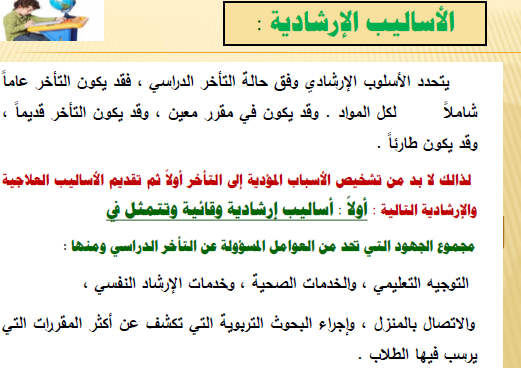 الأساليب الإرشادية :
يتحدد الأسلوب الإرشادي وفق حالة التأخر الدراسي ، فقد يكون التأخر عاماً
شاملاً لكل المواد . وقد يكون في مقرر معين ، وقد يكون التأخر قديماً ،
وقد يكون طارئاً .
لذالك لا بد من تشخيص الأسباب المؤدية إلى التأخر أولاً ثم تقديم الأساليب العلاجية
والإرشادية التالية : أولاً : أساليب إرشادية وقائية وتتمثل في
مجموع الجهود التي تحد من العوامل المسؤولة عن التأخر الدراسي ومنها :
التوجيه التعليمي ، والخدمات الصحية ، وخدمات الإرشاد النفسي ،
والاتصال بالمنزل ، وإجراء البحوث التربوية التي تكشف عن أكثر المقررات التي
يرسب فيها الطلاب .